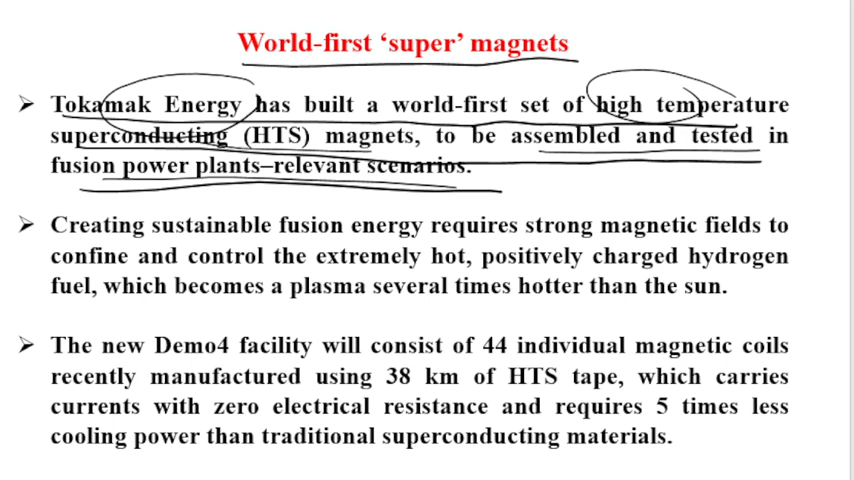 World-first ‘super’ magnets
➢ Tokamak Energy has built a world-first set of high temperature
superconducting (HTS) magnets, to be assembled and tested in
fusion power plants–relevant scenarios.
➢ Creating sustainable fusion energy requires strong magnetic fields to
confine and control the extremely hot, positively charged hydrogen
fuel, which becomes a plasma several times hotter than the sun.
➢ The new Demo4 facility will consist of 44 individual magnetic coils
recently manufactured using 38 km of HTS tape, which carries
currents with zero electrical resistance and requires 5 times less
cooling power than traditional superconducting materials.